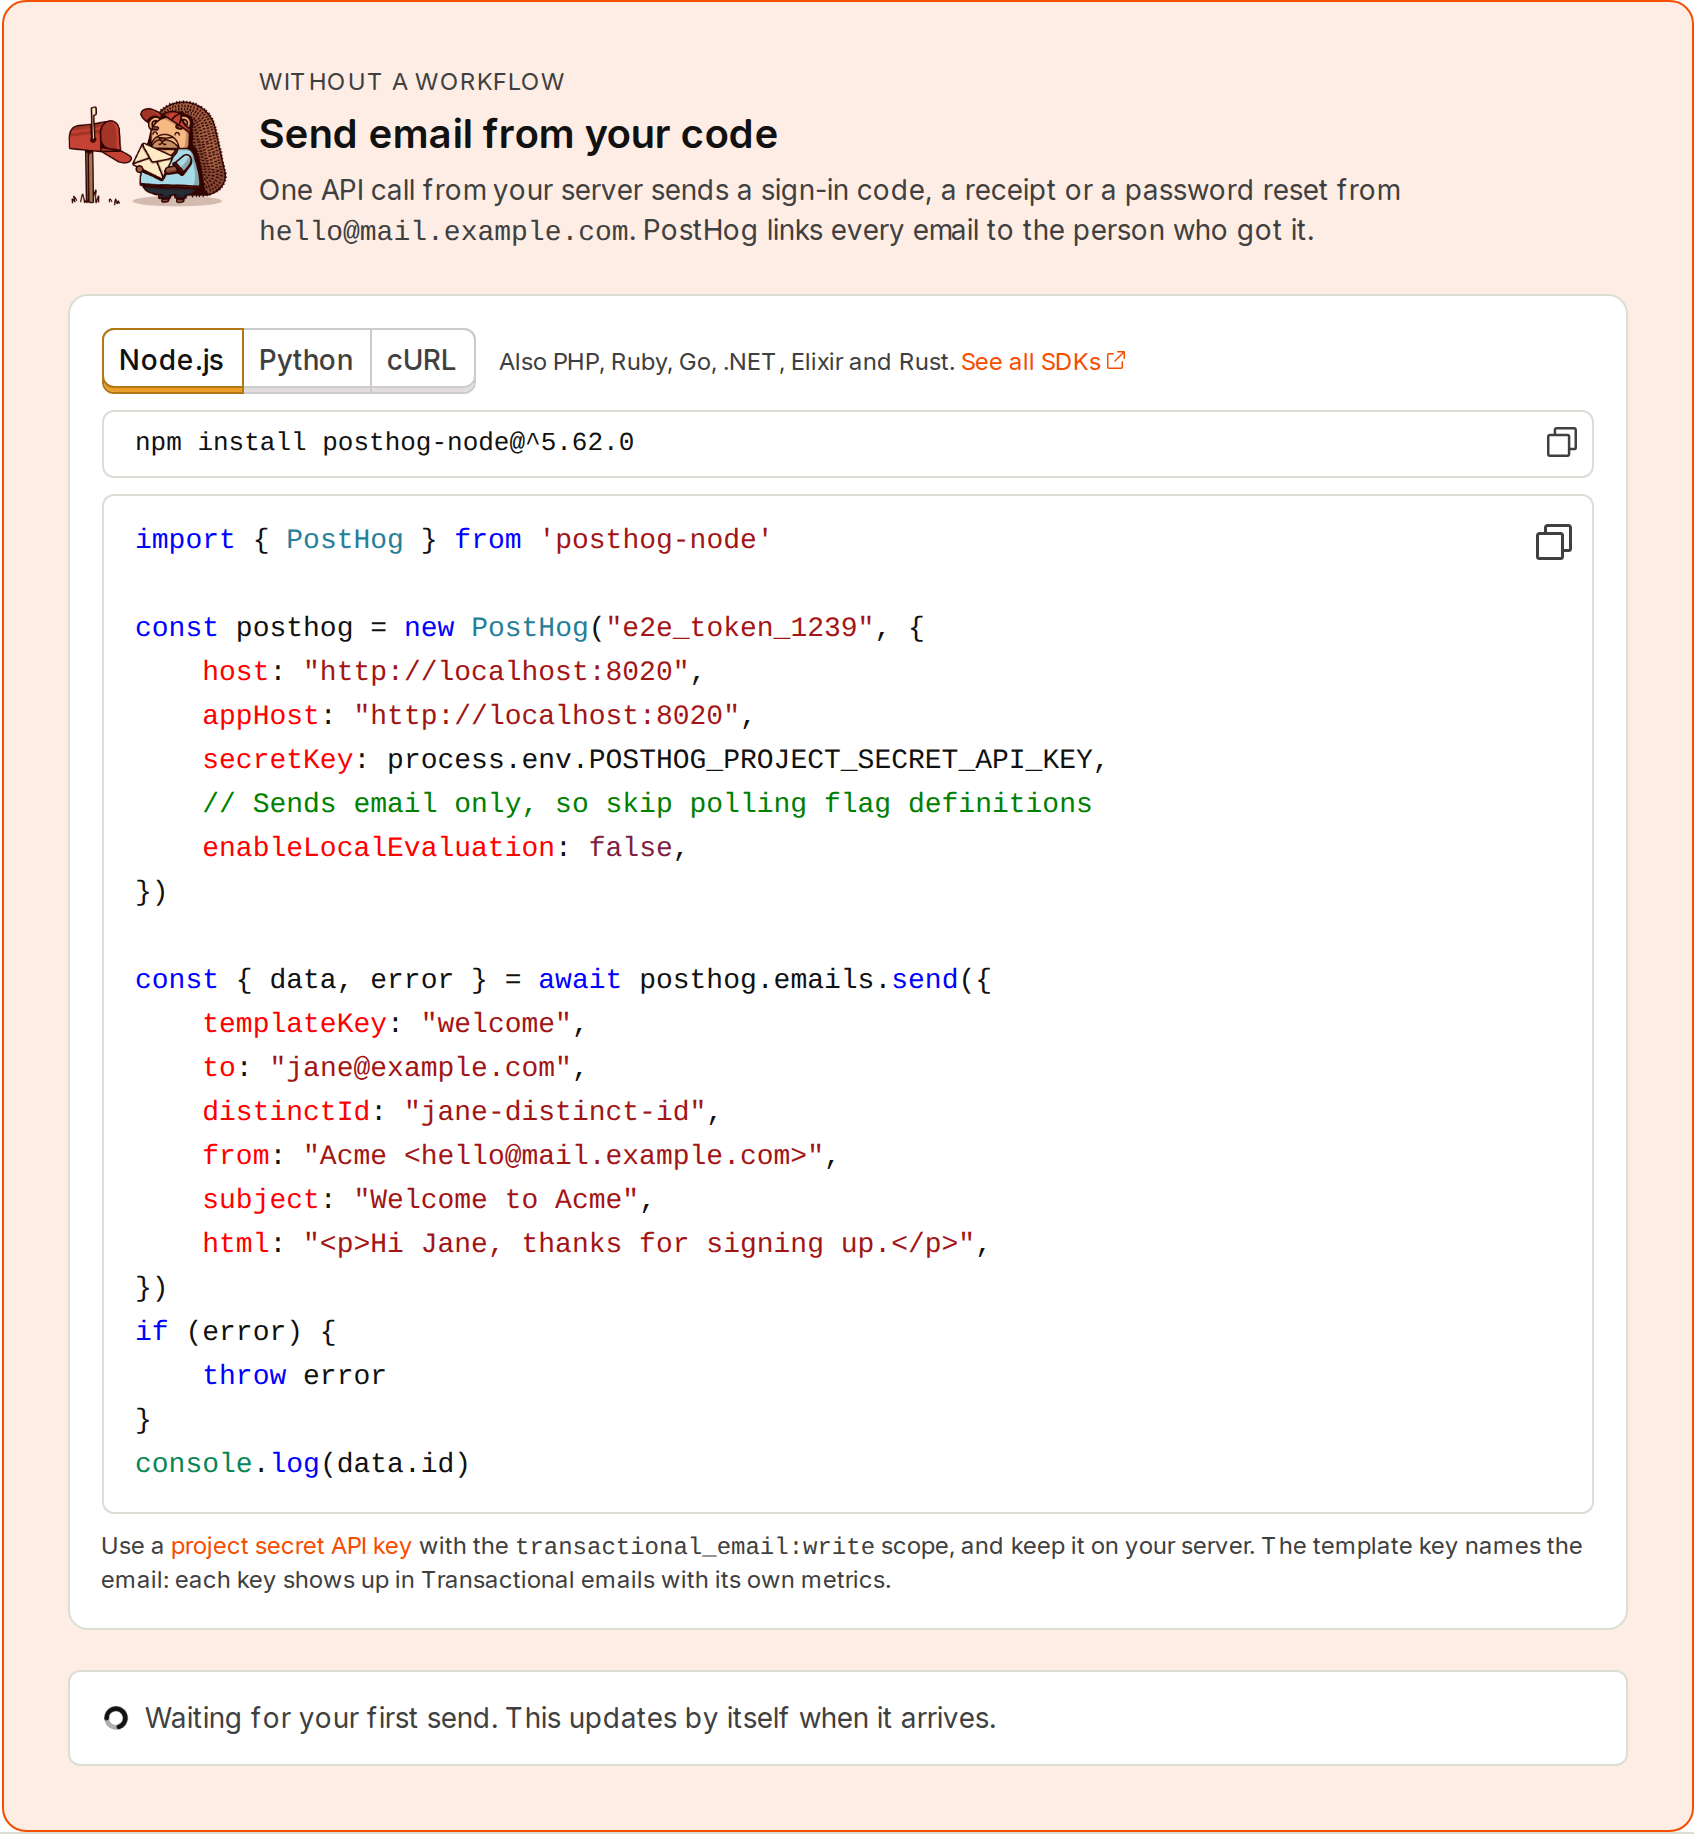 WITHOUT A WORKFLOW
Send email from your code
One API call from your server sends a sign-in code, a receipt or a password reset from
hello@mail.example.com. PostHog links every email to the person who got it.
Node.js Python cURL Also PHP, Ruby, Go, .NET, Elixir and Rust. See all SDKs
npm install posthog-node@^5.62.0
import { PostHog } from 'posthog-node'
const posthog = new PostHog("e2e_token_1239", {
    host: "http://localhost:8020",
    appHost: "http://localhost:8020",
    secretKey: process.env.POSTHOG_PROJECT_SECRET_API_KEY,
    // Sends email only, so skip polling flag definitions
    enableLocalEvaluation: false,
})
const { data, error } = await posthog.emails.send({
    templateKey: "welcome",
    to: "jane@example.com",
    distinctId: "jane-distinct-id",
    from: "Acme <hello@mail.example.com>",
    subject: "Welcome to Acme",
    html: "<p>Hi Jane, thanks for signing up.</p>",
})
if (error) {
    throw error
}
console.log(data.id)
Use a project secret API key with the transactional_email:write scope, and keep it on your server. The template key names the
email: each key shows up in Transactional emails with its own metrics.
Waiting for your first send. This updates by itself when it arrives.